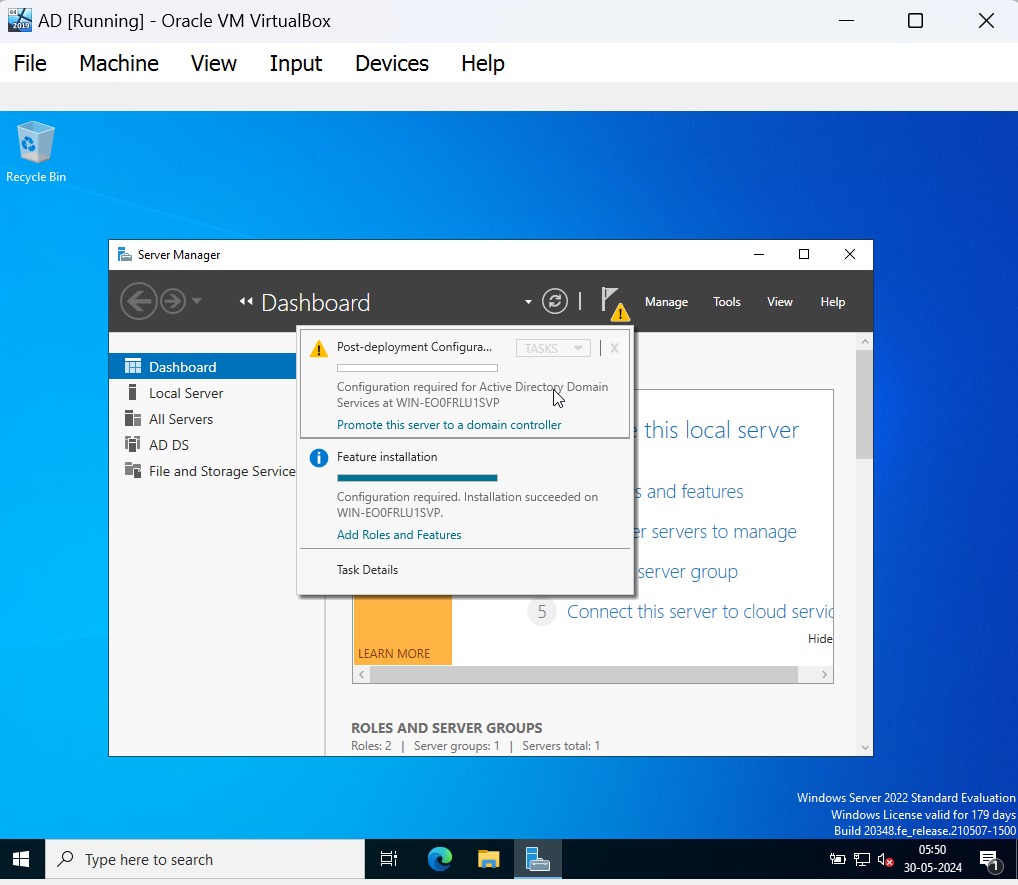 AD [Running] - Oracle VM VirtualBox
File Machine View Input Devices Help
Recycle Bin
Server Manager
Dashboard
Manage Tools View Help
Dashboard
Local Server
All Servers
AD DS
File and Storage Service
Post-deployment Configura...
TASKS
X
Configuration required for Active Directory Domain
Services at WIN-EO0FRLU1SVP
Promote this server to a domain controller
Feature installation
Configuration required. Installation succeeded on
WIN-EO0FRLU1SVP.
Add Roles and Features
Task Details
this local server
and features
servers to manage
server group
5 Connect this server to cloud servic
Hide
LEARN MORE
ROLES AND SERVER GROUPS
Roles: 2 | Server groups: 1 | Servers total: 1
Windows Server 2022 Standard Evaluation
Windows License valid for 179 days
Build 20348.fe_release.210507-1500
Type here to search
05:50
30-05-2024
1